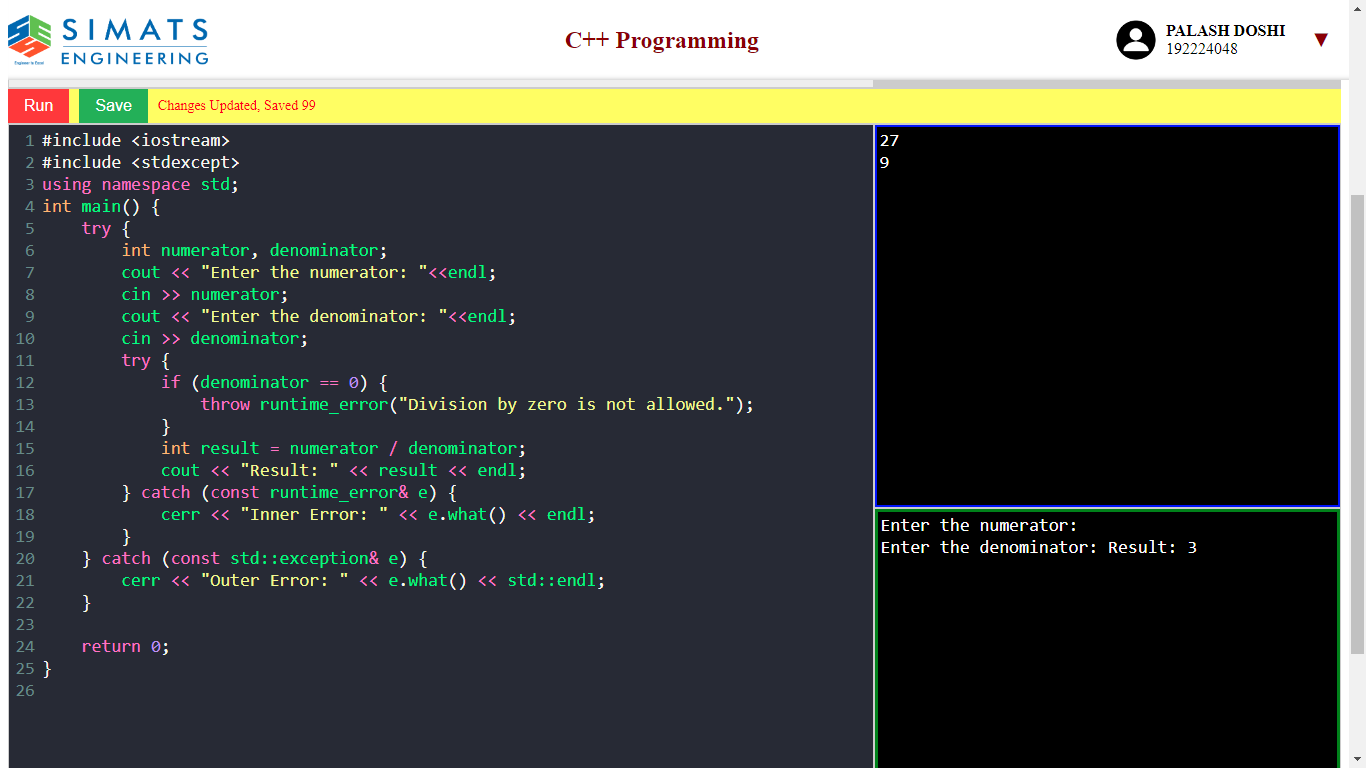 SIMATS
ENGINEERING
Engineer to Excel
C++ Programming
PALASH DOSHI
192224048
▼
Run Save Changes Updated, Saved 99
1 #include <iostream>
2 #include <stdexcept>
3 using namespace std;
4 int main() {
5     try {
6         int numerator, denominator;
7         cout << "Enter the numerator: "<<endl;
8         cin >> numerator;
9         cout << "Enter the denominator: "<<endl;
10         cin >> denominator;
11         try {
12             if (denominator == 0) {
13                 throw runtime_error("Division by zero is not allowed.");
14             }
15             int result = numerator / denominator;
16             cout << "Result: " << result << endl;
17         } catch (const runtime_error& e) {
18             cerr << "Inner Error: " << e.what() << endl;
19         }
20     } catch (const std::exception& e) {
21         cerr << "Outer Error: " << e.what() << std::endl;
22     }
23
24     return 0;
25 }
26
27
9
Enter the numerator:
Enter the denominator: Result: 3